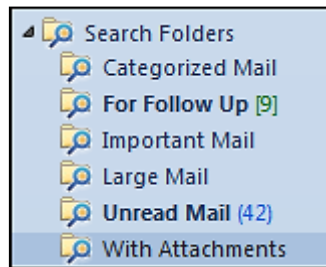 Search Folders
Categorized Mail
For Follow Up [9]
Important Mail
Large Mail
Unread Mail (42)
With Attachments